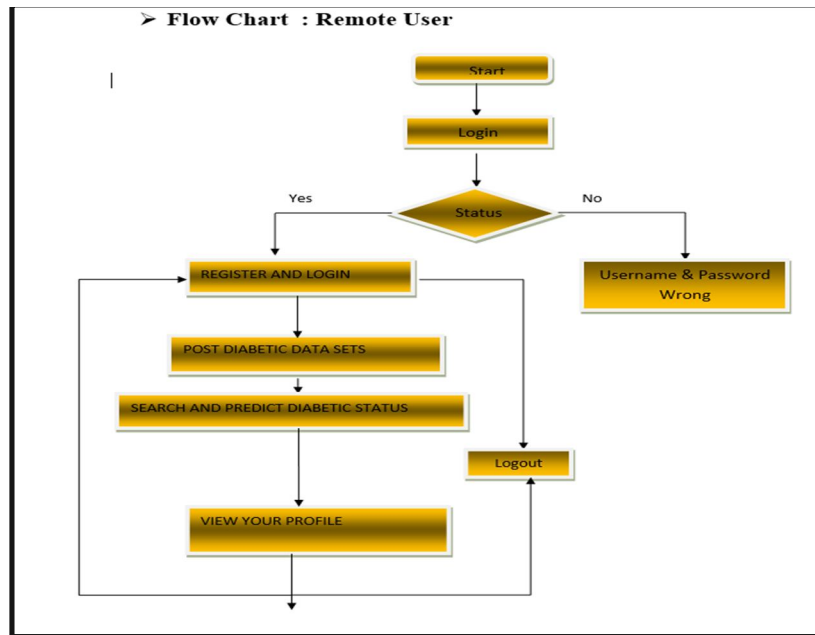 ➢ Flow Chart : Remote User
Start
Login
Status
Yes
No
REGISTER AND LOGIN
Username & Password
Wrong
POST DIABETIC DATA SETS
SEARCH AND PREDICT DIABETIC STATUS
Logout
VIEW YOUR PROFILE